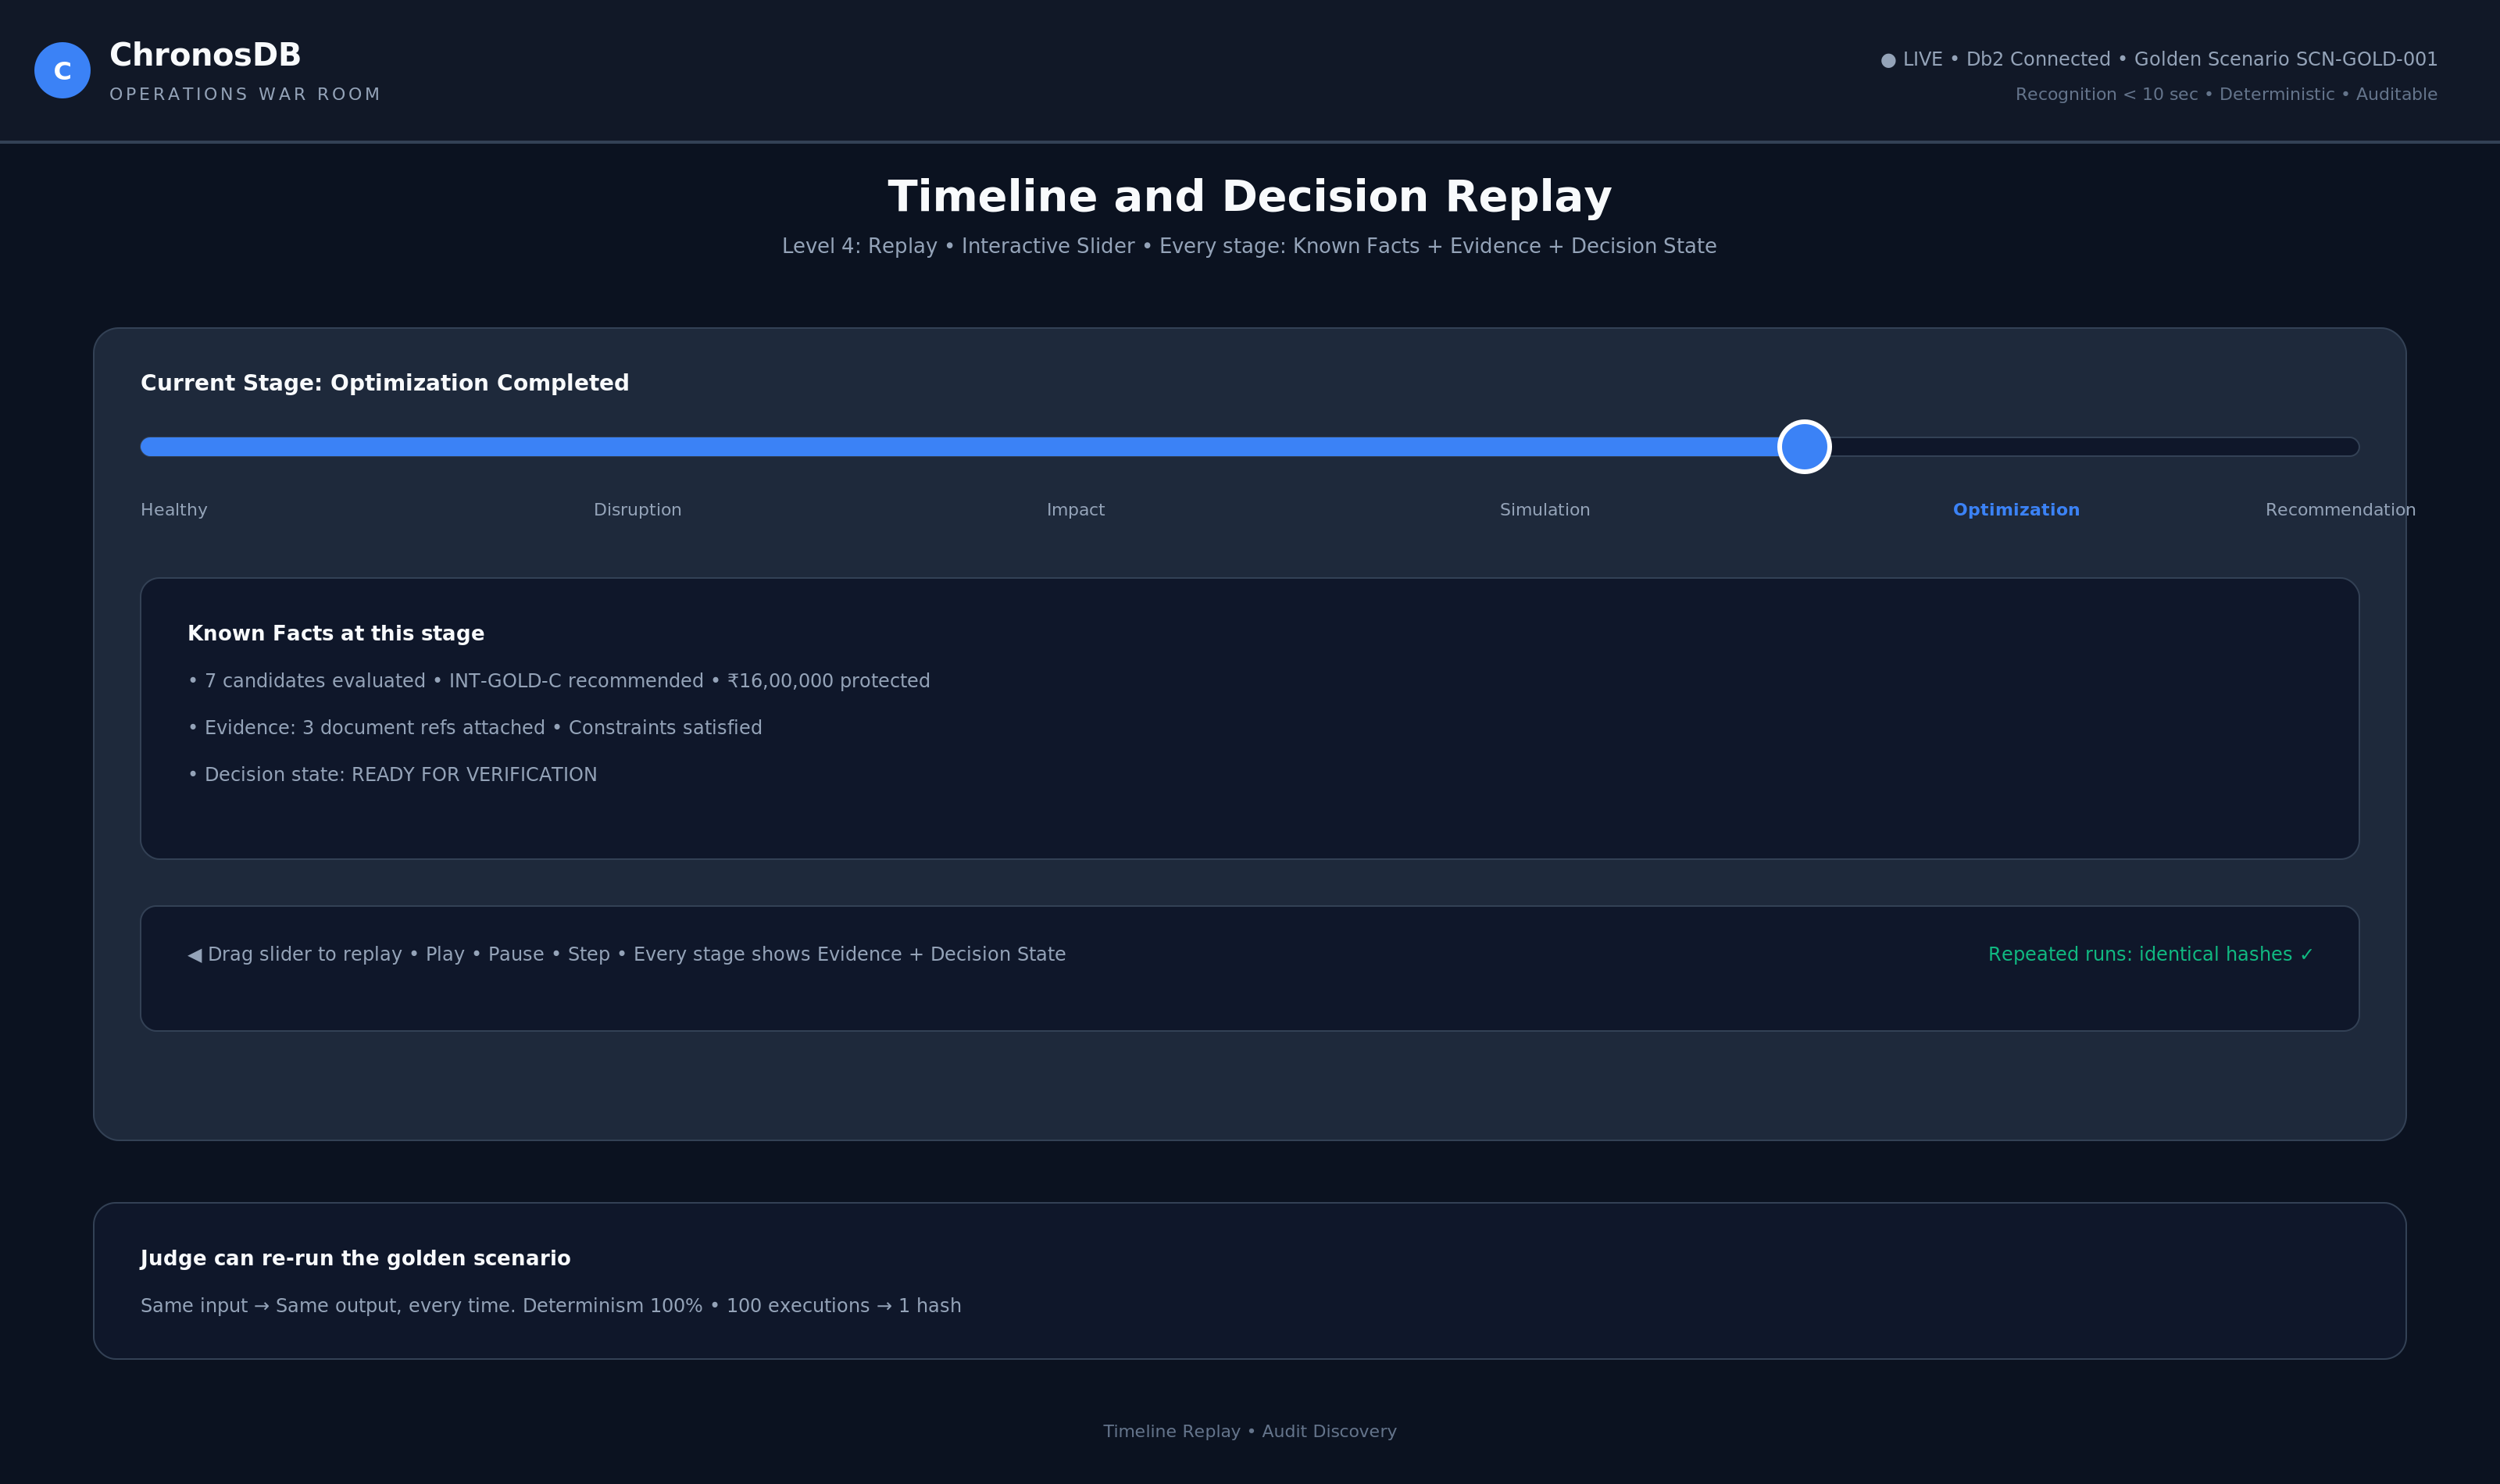 C
ChronosDB
OPERATIONS WAR ROOM
● LIVE • Db2 Connected • Golden Scenario SCN-GOLD-001
Recognition < 10 sec • Deterministic • Auditable
Timeline and Decision Replay
Level 4: Replay • Interactive Slider • Every stage: Known Facts + Evidence + Decision State
Current Stage: Optimization Completed
Healthy Disruption Impact Simulation Optimization Recommendation
Known Facts at this stage
• 7 candidates evaluated • INT-GOLD-C recommended • ₹16,00,000 protected
• Evidence: 3 document refs attached • Constraints satisfied
• Decision state: READY FOR VERIFICATION
◀ Drag slider to replay • Play • Pause • Step • Every stage shows Evidence + Decision State
Repeated runs: identical hashes ✓
Judge can re-run the golden scenario
Same input → Same output, every time. Determinism 100% • 100 executions → 1 hash
Timeline Replay • Audit Discovery